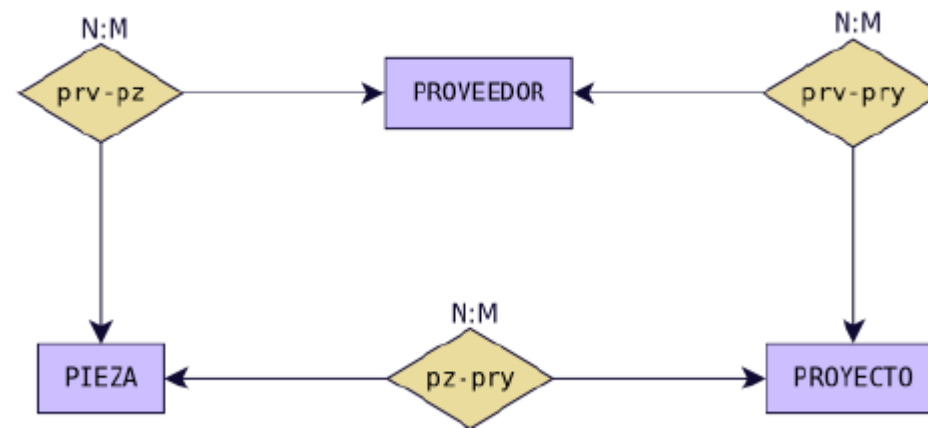 N:M
N:M
prv-pz
PROVEEDOR
prv-pry
N:M
PIEZA
pz-pry
PROYECTO